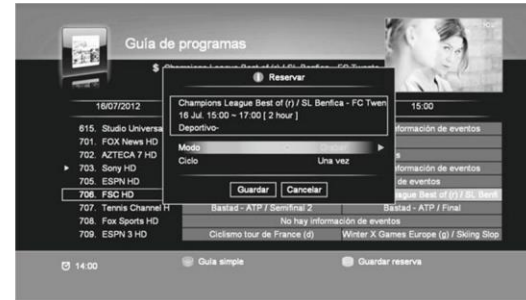 Guía de programas
$ Champions League Best of (r) / SL Benfica - FC Twente
Reservar
16/07/2012
15:00
Champions League Best of (r) / SL Benfica - FC Twen
16 Jul. 15:00 ~ 17:00 [ 2 hour ]
Deportivo-
Modo
Grabar
Ciclo
Una vez
Guardar
Cancelar
615. Studio Universa
formación de eventos
701. FOX News HD
702. AZTECA 7 HD
703. Sony HD
formación de eventos
705. ESPN HD
de eventos
706. FSC HD
eague Best of (r) / SL Benfi
707. Tennis Channel H
Bastad - ATP / Semifinal 2
Bastad - ATP / Final
708. Fox Sports HD
No hay información de eventos
709. ESPN 3 HD
Ciclismo tour de France (d)
Winter X Games Europe (g) / Skiing Slop
14:00
Guía simple
Guardar reserva